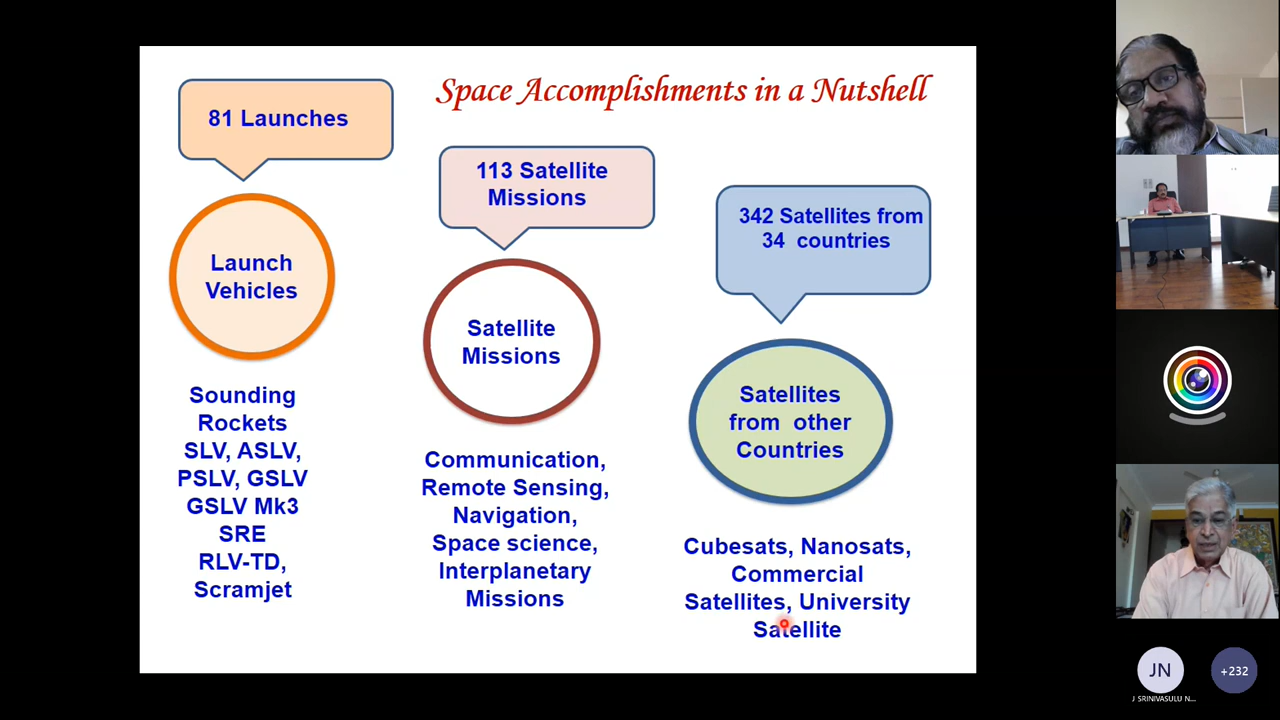 Space Accomplishments in a Nutshell
81 Launches
Launch
Vehicles
Sounding
Rockets
SLV, ASLV,
PSLV, GSLV
GSLV Mk3
SRE
RLV-TD,
Scramjet
113 Satellite
Missions
Satellite
Missions
Communication,
Remote Sensing,
Navigation,
Space science,
Interplanetary
Missions
342 Satellites from
34 countries
Satellites
from other
Countries
Cubesats, Nanosats,
Commercial
Satellites, University
Satellite
JN
J SRINIVASULU N...
+232